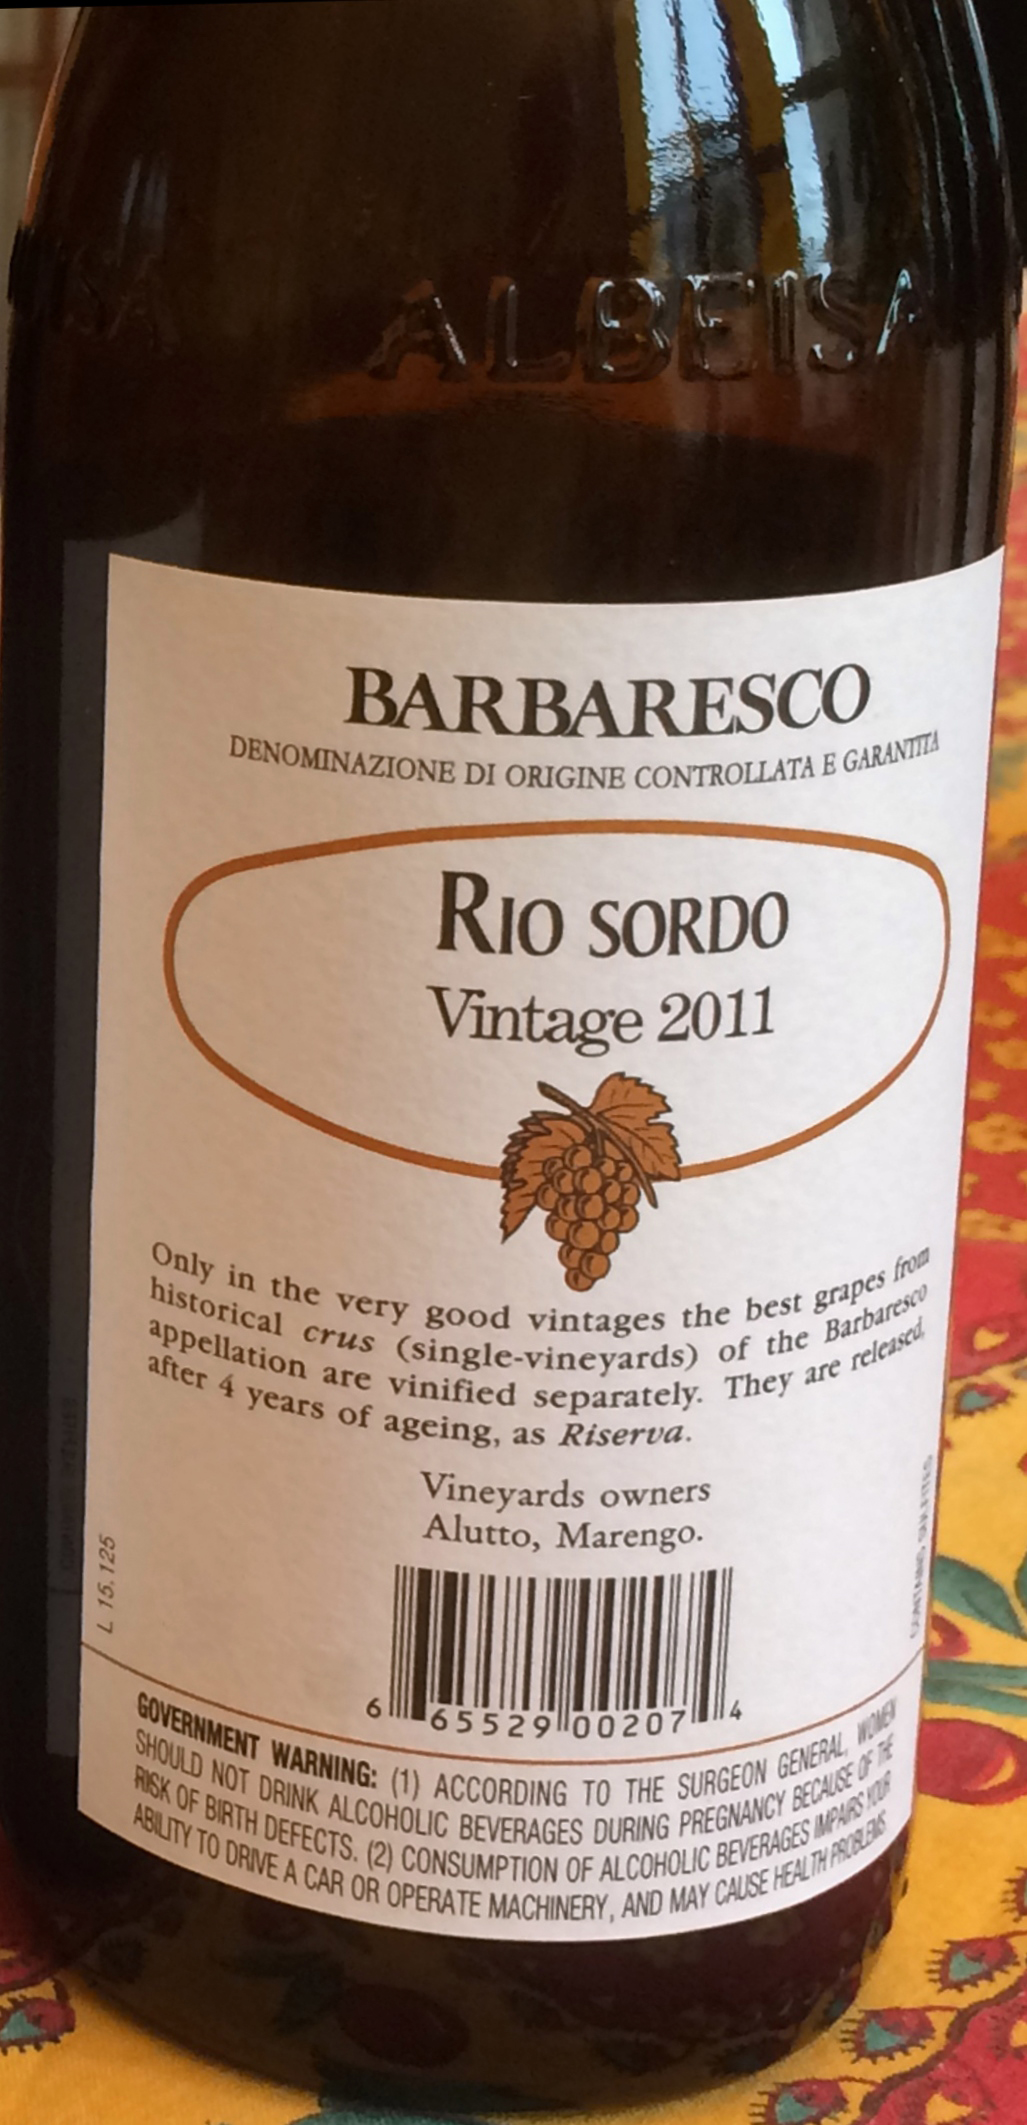 ALBEISA
BARBARESCO
DENOMINAZIONE DI ORIGINE CONTROLLATA E GARANTITA
RIO SORDO
Vintage 2011
Only in the very good vintages the best grapes from
historical crus (single-vineyards) of the Barbaresco
appellation are vinified separately. They are released,
after 4 years of ageing, as Riserva.
Vineyards owners
Alutto, Marengo.
L 15.125
CONTAINS SULFITES
6 65529 00207 4
GOVERNMENT WARNING: (1) ACCORDING TO THE SURGEON GENERAL, WOMEN
SHOULD NOT DRINK ALCOHOLIC BEVERAGES DURING PREGNANCY BECAUSE OF THE
RISK OF BIRTH DEFECTS. (2) CONSUMPTION OF ALCOHOLIC BEVERAGES IMPAIRS YOUR
ABILITY TO DRIVE A CAR OR OPERATE MACHINERY, AND MAY CAUSE HEALTH PROBLEMS